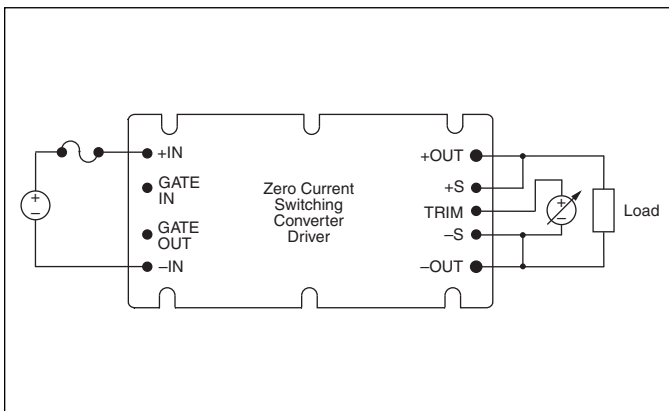 +IN
GATE
IN
GATE
OUT
–IN
Zero Current
Switching
Converter
Driver
+OUT
+S
TRIM
–S
–OUT
+
–
+
–
Load